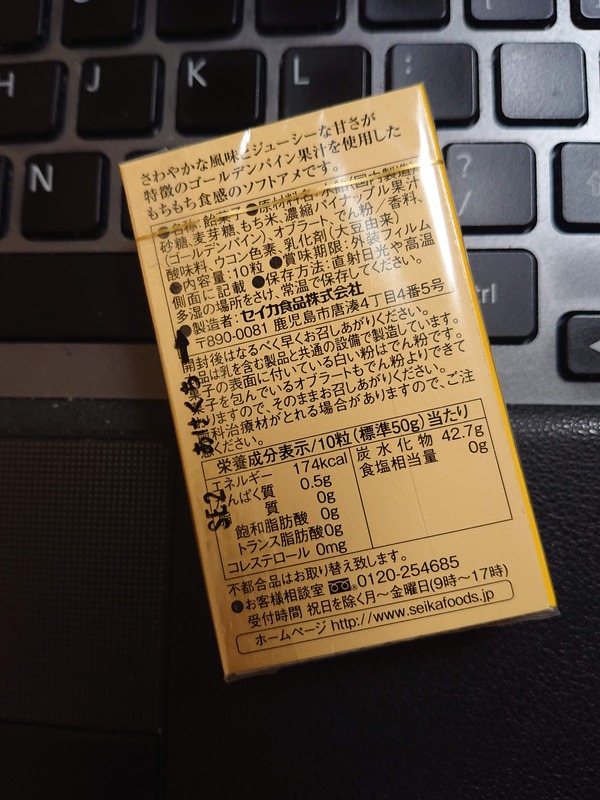 H
J
K
L
N
?
/
trl
さわやかな風味とジューシーな甘さが
特徴のゴールデンパイン果汁を使用した
もちもち食感のソフトアメです。
●名称:飴 ●原材料名:水飴(国内製造)、
砂糖、麦芽糖、もち米、濃縮パイナップル果汁
(ゴールデンパイン)、オブラート、でん粉/香料、
酸味料、ウコン色素、乳化剤(大豆由来)
●内容量:10粒 ●賞味期限:外装フィルム
側面に記載 ●保存方法:直射日光や高温
多湿の場所をさけ、常温で保存してください。
●製造者:セイカ食品株式会社
〒890-0081 鹿児島市唐湊4丁目4番5号
開封後はなるべく早くお召しあがりください。
品は乳を含む製品と共通の設備で製造しています。
子の表面に付いている白い粉はでん粉です。
子を包んでいるオブラートもでん粉よりできて
りますので、そのままお召しあがりください。
科治療材がとれる場合がありますので、ご注
ください。
SE-2
栄養成分表示/10粒(標準50g)当たり
エネルギー 174kcal
んぱく質 0.5g
質 0g
飽和脂肪酸 0g
トランス脂肪酸 0g
コレステロール 0mg
炭水化物 42.7g
食塩相当量 0g
不都合品はお取り替え致します。
●お客様相談室 0120-254685
受付時間 祝日を除く月〜金曜日(9時〜17時)
ホームページ http://www.seikafoods.jp